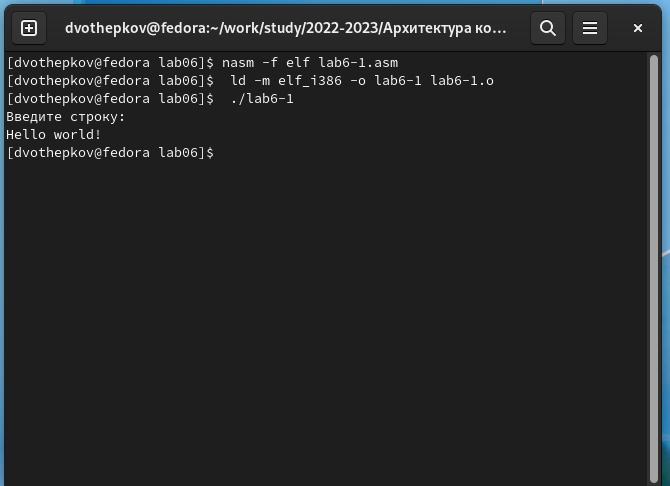 dvothepkov@fedora:~/work/study/2022-2023/Архитектура ко...
[dvothepkov@fedora lab06]$ nasm -f elf lab6-1.asm
[dvothepkov@fedora lab06]$  ld -m elf_i386 -o lab6-1 lab6-1.o
[dvothepkov@fedora lab06]$  ./lab6-1
Введите строку:
Hello world!
[dvothepkov@fedora lab06]$